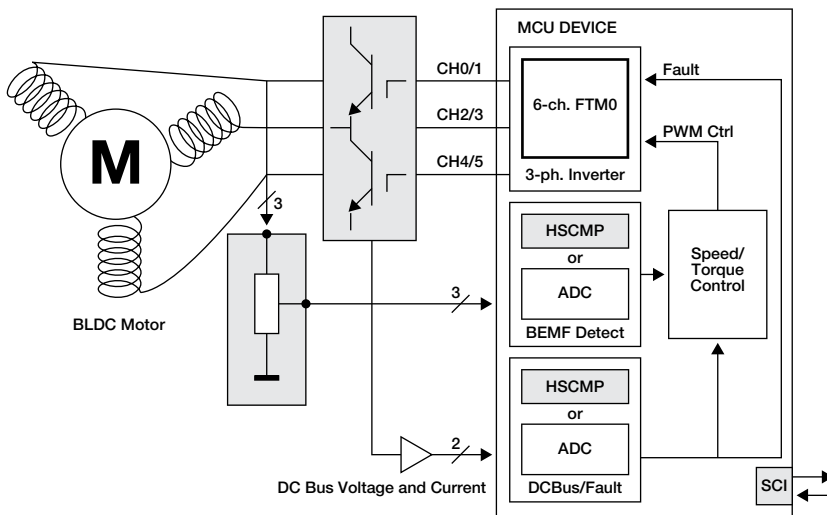 MCU DEVICE
CH0/1
6-ch. FTM0
Fault
CH2/3
PWM Ctrl
M
CH4/5
3-ph. Inverter
3
HSCMP
or
ADC
BEMF Detect
Speed/
Torque
Control
3
BLDC Motor
HSCMP
or
ADC
DCBus/Fault
2
DC Bus Voltage and Current
SCI